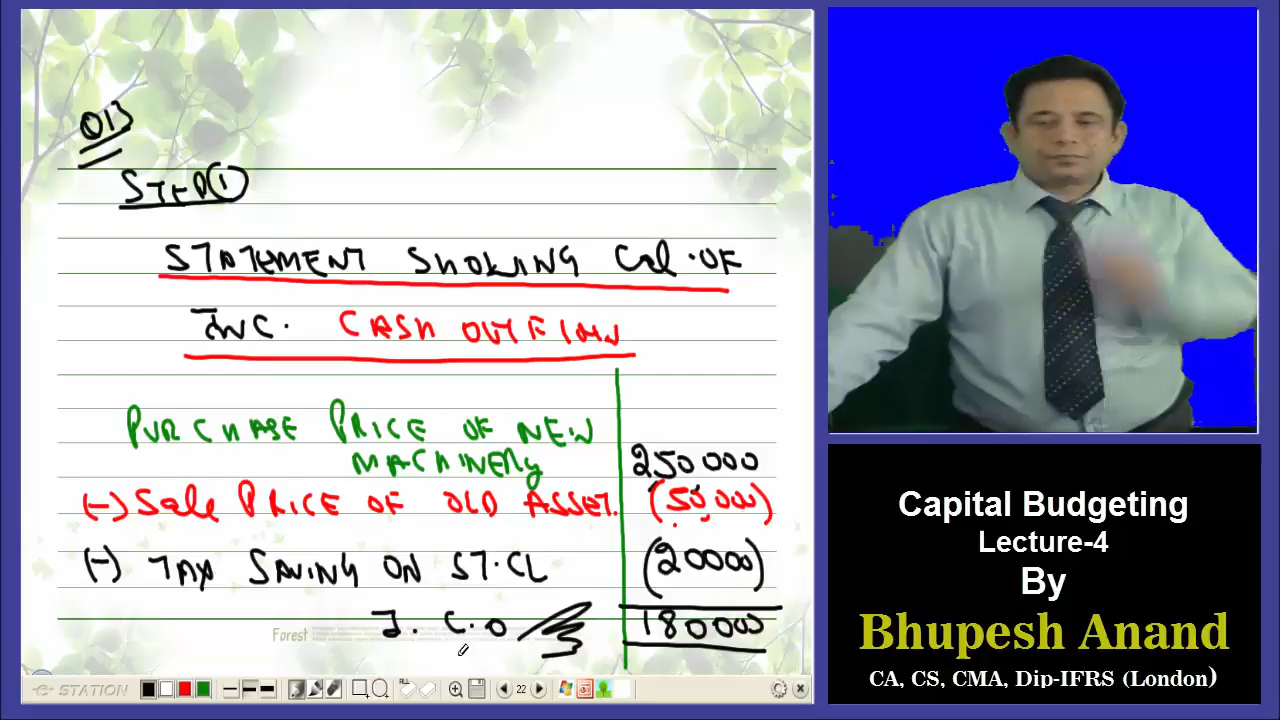 Q13
STEP 1
STATEMENT SHOWING Cal. OF
INC. CASH OUTFLOW
PURCHASE PRICE OF NEW
MACHINERY 250000
(-) Sale PRICE OF OLD ASSET. (50000)
(-) TAX SAVING ON ST.CL (20000)
I.C.O 180000
Forest
e-STATION
22
Capital Budgeting
Lecture-4
By
Bhupesh Anand
CA, CS, CMA, Dip-IFRS (London)